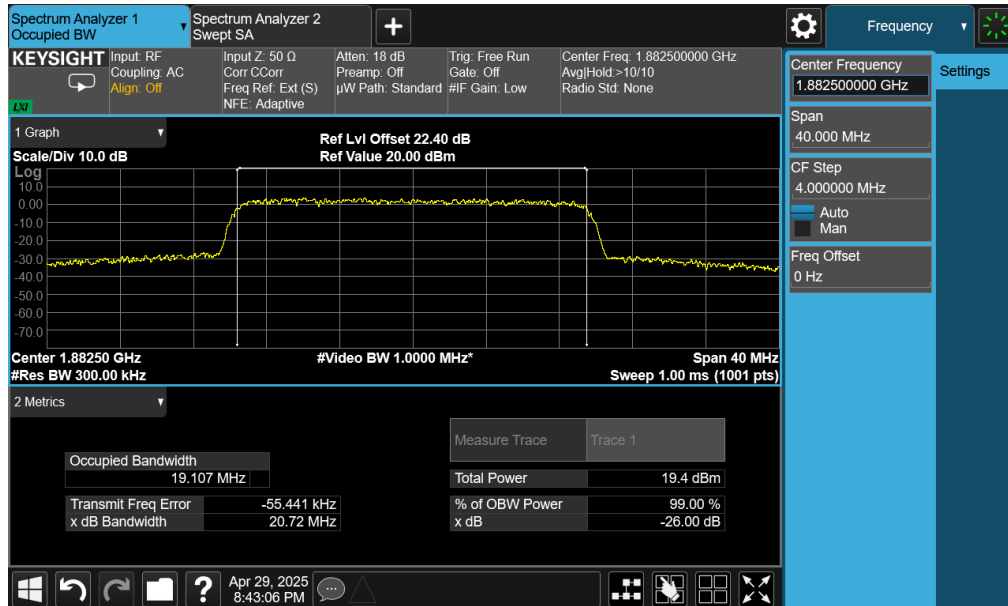 Spectrum Analyzer 1
Occupied BW
Spectrum Analyzer 2
Swept SA
Frequency
KEYSIGHT
LXI
Input: RF
Coupling: AC
Align: Off
Input Z: 50 Ω
Corr CCorr
Freq Ref: Ext (S)
NFE: Adaptive
Atten: 18 dB
Preamp: Off
µW Path: Standard
Trig: Free Run
Gate: Off
#IF Gain: Low
Center Freq: 1.882500000 GHz
Avg|Hold:>10/10
Radio Std: None
1 Graph
Scale/Div 10.0 dB
Ref Lvl Offset 22.40 dB
Ref Value 20.00 dBm
Log
10.0
0.00
-10.0
-20.0
-30.0
-40.0
-50.0
-60.0
-70.0
Center 1.88250 GHz
#Res BW 300.00 kHz
#Video BW 1.0000 MHz*
Span 40 MHz
Sweep 1.00 ms (1001 pts)
2 Metrics
Measure Trace Trace 1
Occupied Bandwidth
19.107 MHz
Total Power 19.4 dBm
Transmit Freq Error -55.441 kHz
x dB Bandwidth 20.72 MHz
% of OBW Power 99.00 %
x dB -26.00 dB
Apr 29, 2025
8:43:06 PM
Center Frequency
1.882500000 GHz
Span
40.000 MHz
CF Step
4.000000 MHz
Auto
Man
Freq Offset
0 Hz
Settings